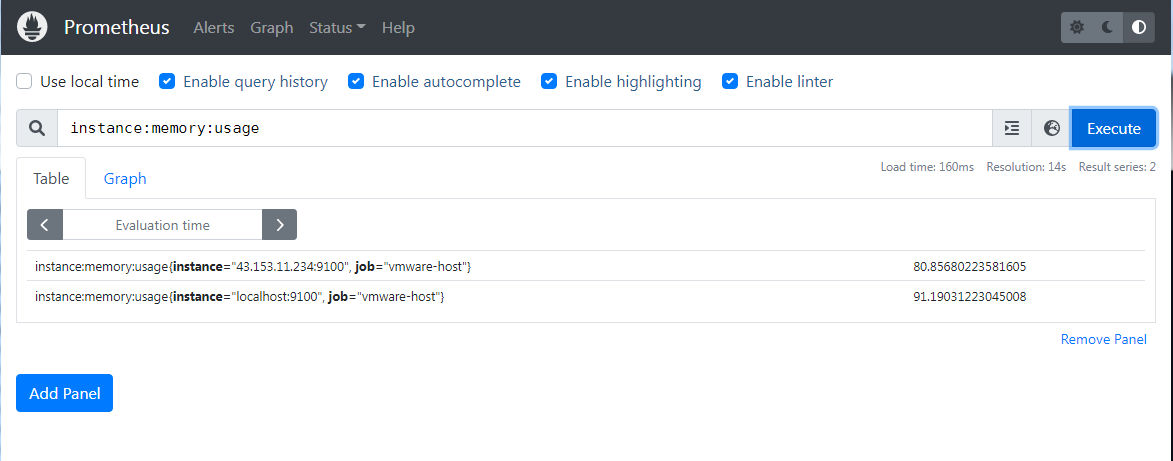 Prometheus Alerts Graph Status Help
Use local time Enable query history Enable autocomplete Enable highlighting Enable linter
instance:memory:usage Execute
Load time: 160ms Resolution: 14s Result series: 2
Table Graph
Evaluation time
instance:memory:usage{instance="43.153.11.234:9100", job="vmware-host"} 80.85680223581605
instance:memory:usage{instance="localhost:9100", job="vmware-host"} 91.19031223045008
Remove Panel
Add Panel